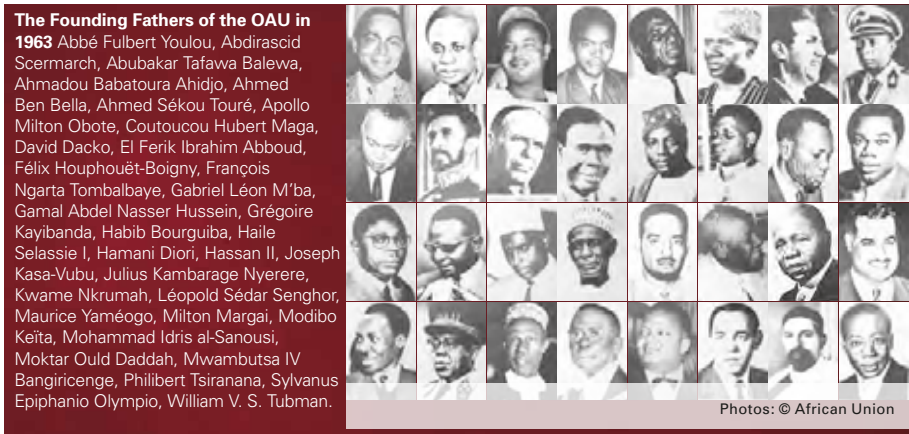 The Founding Fathers of the OAU in
1963 Abbé Fulbert Youlou, Abdirascid
Scermarch, Abubakar Tafawa Balewa,
Ahmadou Babatoura Ahidjo, Ahmed
Ben Bella, Ahmed Sékou Touré, Apollo
Milton Obote, Coutoucou Hubert Maga,
David Dacko, El Ferik Ibrahim Abboud,
Félix Houphouët-Boigny, François
Ngarta Tombalbaye, Gabriel Léon M’ba,
Gamal Abdel Nasser Hussein, Grégoire
Kayibanda, Habib Bourguiba, Haile
Selassie I, Hamani Diori, Hassan II, Joseph
Kasa-Vubu, Julius Kambarage Nyerere,
Kwame Nkrumah, Léopold Sédar Senghor,
Maurice Yaméogo, Milton Margai, Modibo
Keïta, Mohammad Idris al-Sanousi,
Moktar Ould Daddah, Mwambutsa IV
Bangiricenge, Philibert Tsiranana, Sylvanus
Epiphanio Olympio, William V. S. Tubman.
Photos: © African Union